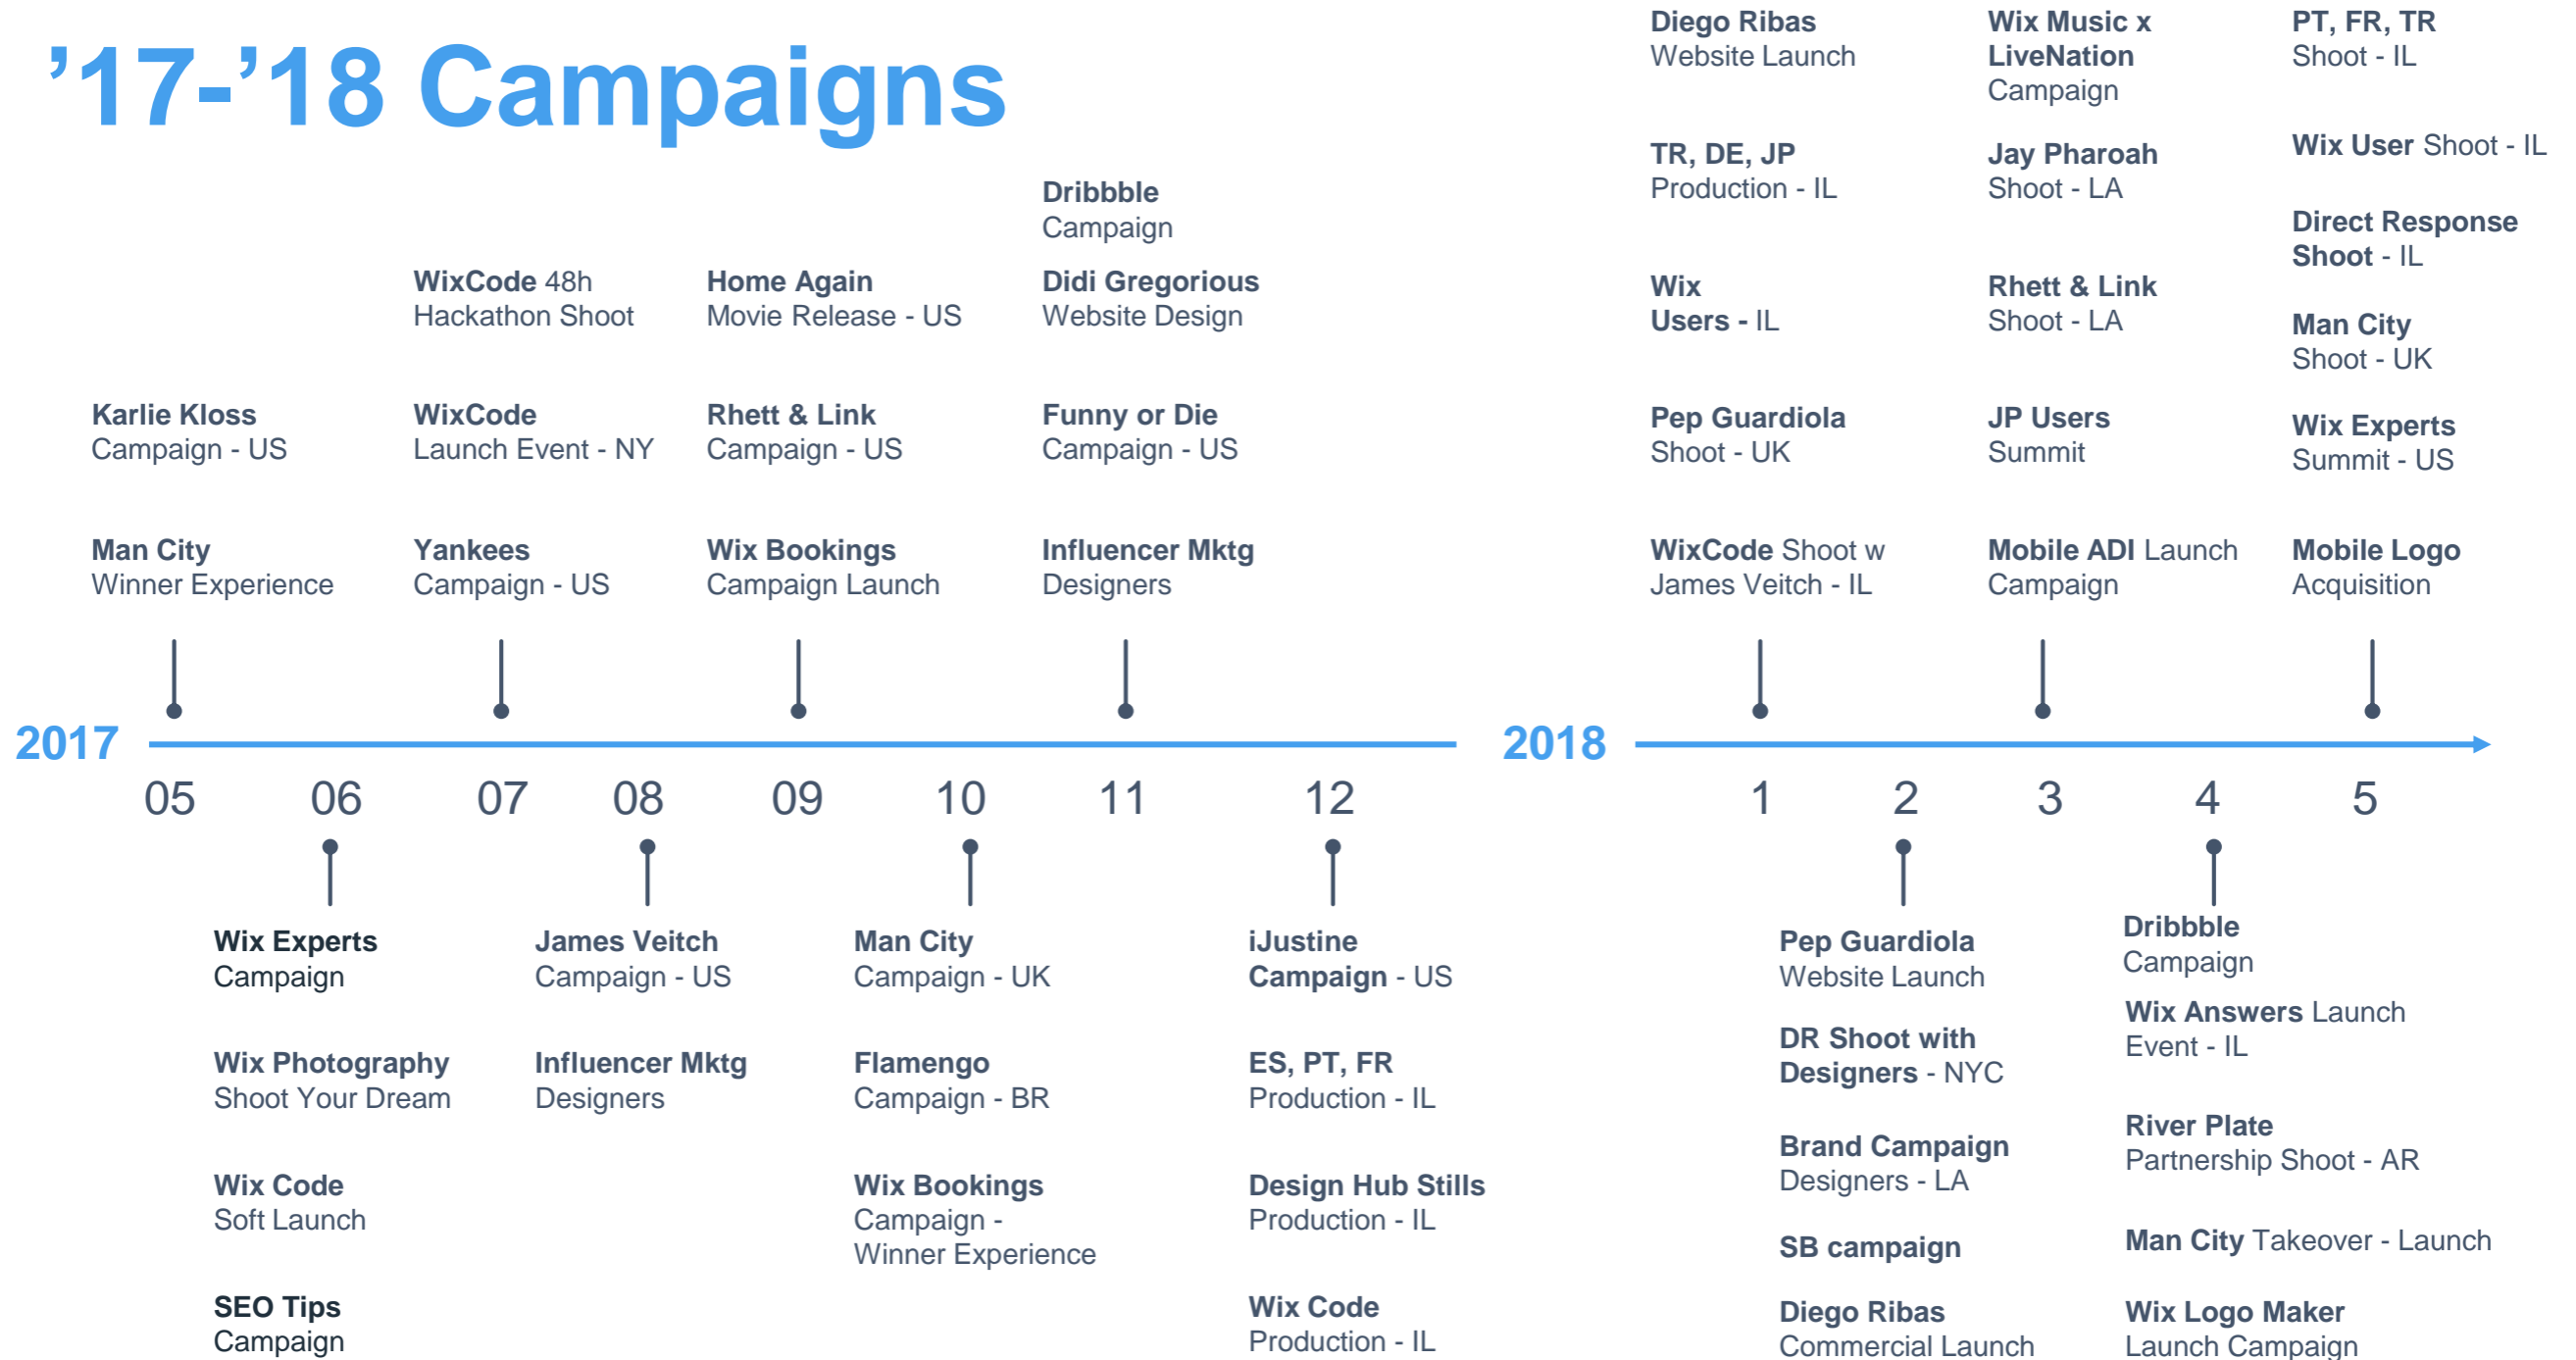 ’17-’18 Campaigns
Karlie Kloss
Campaign - US
Man City
Winner Experience
WixCode 48h
Hackathon Shoot
WixCode
Launch Event - NY
Yankees
Campaign - US
Home Again
Movie Release - US
Rhett & Link
Campaign - US
Wix Bookings
Campaign Launch
Dribbble
Campaign
Didi Gregorious
Website Design
Funny or Die
Campaign - US
Influencer Mktg
Designers
Diego Ribas
Website Launch
TR, DE, JP
Production - IL
Wix
Users - IL
Pep Guardiola
Shoot - UK
WixCode Shoot w
James Veitch - IL
Wix Music x
LiveNation
Campaign
Jay Pharoah
Shoot - LA
Rhett & Link
Shoot - LA
JP Users
Summit
Mobile ADI Launch
Campaign
PT, FR, TR
Shoot - IL
Wix User Shoot - IL
Direct Response
Shoot - IL
Man City
Shoot - UK
Wix Experts
Summit - US
Mobile Logo
Acquisition
2017
2018
05 06 07 08 09 10 11 12 1 2 3 4 5
Wix Experts
Campaign
Wix Photography
Shoot Your Dream
Wix Code
Soft Launch
SEO Tips
Campaign
James Veitch
Campaign - US
Influencer Mktg
Designers
Man City
Campaign - UK
Flamengo
Campaign - BR
Wix Bookings
Campaign -
Winner Experience
iJustine
Campaign - US
ES, PT, FR
Production - IL
Design Hub Stills
Production - IL
Wix Code
Production - IL
Pep Guardiola
Website Launch
DR Shoot with
Designers - NYC
Brand Campaign
Designers - LA
SB campaign
Diego Ribas
Commercial Launch
Dribbble
Campaign
Wix Answers Launch
Event - IL
River Plate
Partnership Shoot - AR
Man City Takeover - Launch
Wix Logo Maker
Launch Campaign